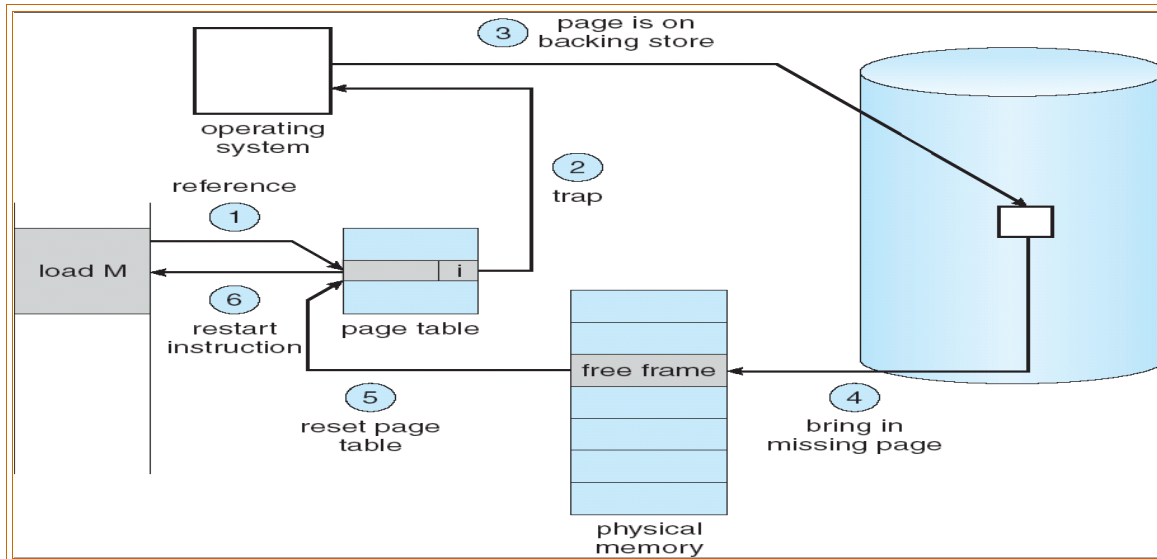 3
page is on
backing store
operating
system
2
trap
reference
1
load M
i
6
restart
instruction
page table
free frame
5
reset page
table
4
bring in
missing page
physical
memory